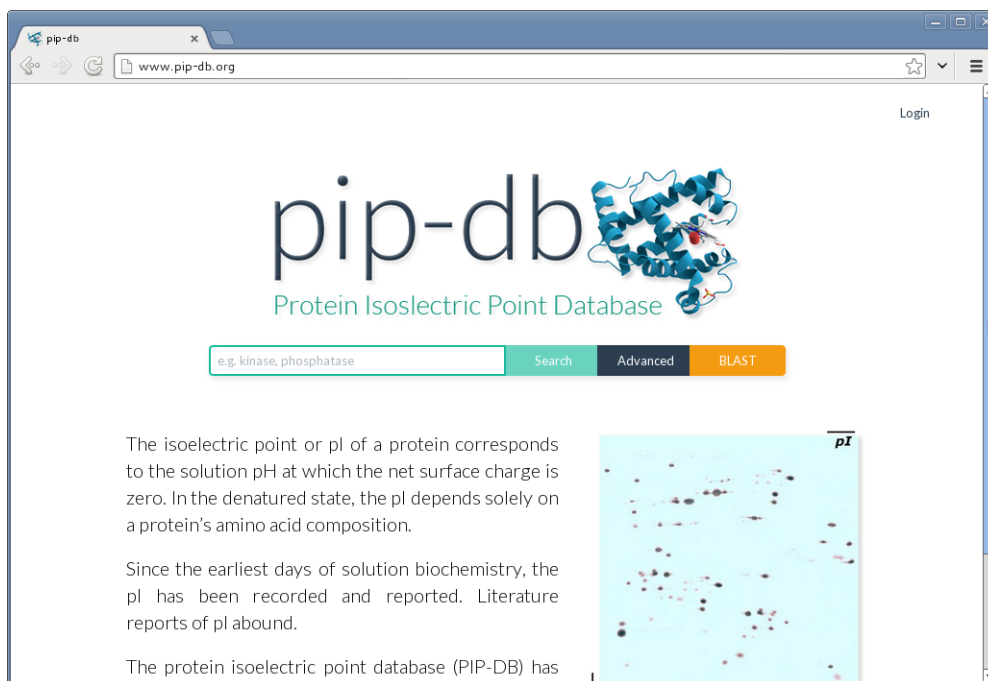 pip-db
www.pip-db.org
Login
pip-db
Protein Isoslectric Point Database
e.g. kinase, phosphatase Search Advanced BLAST
The isoelectric point or pI of a protein corresponds
to the solution pH at which the net surface charge is
zero. In the denatured state, the pI depends solely on
a protein's amino acid composition.
pI
Since the earliest days of solution biochemistry, the
pI has been recorded and reported. Literature
reports of pI abound.
The protein isoelectric point database (PIP-DB) has